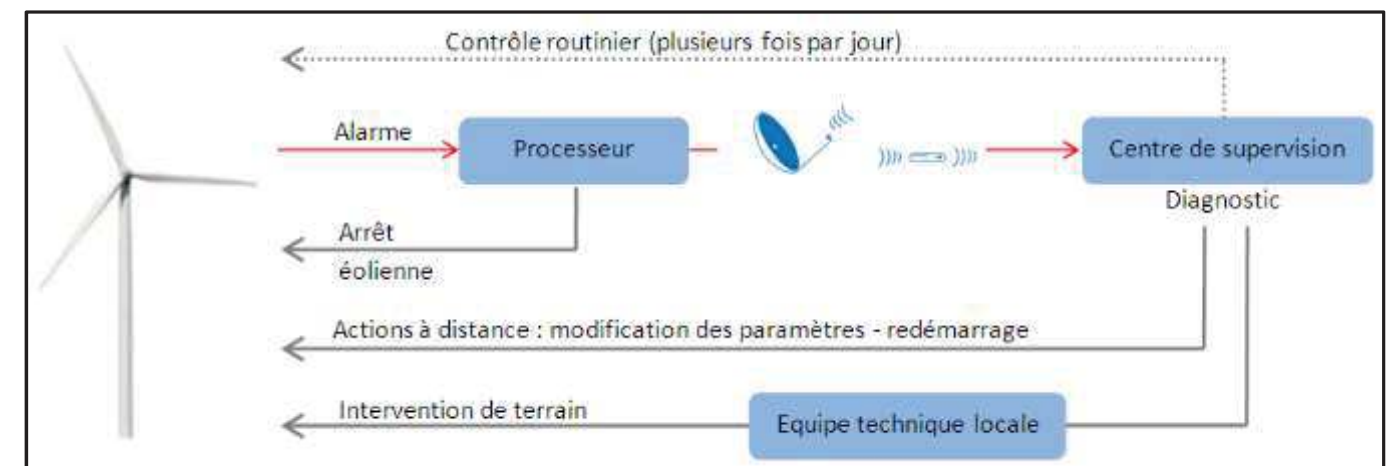 Contrôle routinier (plusieurs fois par jour)
Alarme
Processeur
Centre de supervision
Diagnostic
Arrêt
éolienne
Actions à distance : modification des paramètres - redémarrage
Intervention de terrain
Equipe technique locale